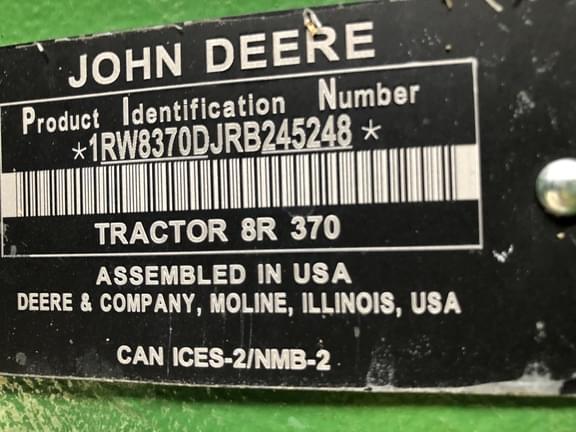 JOHN DEERE
Product Identification Number
*1RW8370DJRB245248*
TRACTOR 8R 370
ASSEMBLED IN USA
DEERE & COMPANY, MOLINE, ILLINOIS, USA
CAN ICES-2/NMB-2